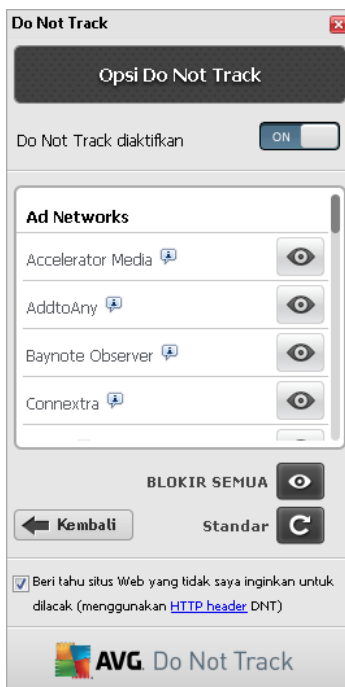 Do Not Track
Opsi Do Not Track
Do Not Track diaktifkan
ON
Ad Networks
Accelerator Media
AddtoAny
Baynote Observer
Connextra
BLOKIR SEMUA
Kembali
Standar
Beri tahu situs Web yang tidak saya inginkan untuk
dilacak (menggunakan HTTP header DNT)
AVG. Do Not Track